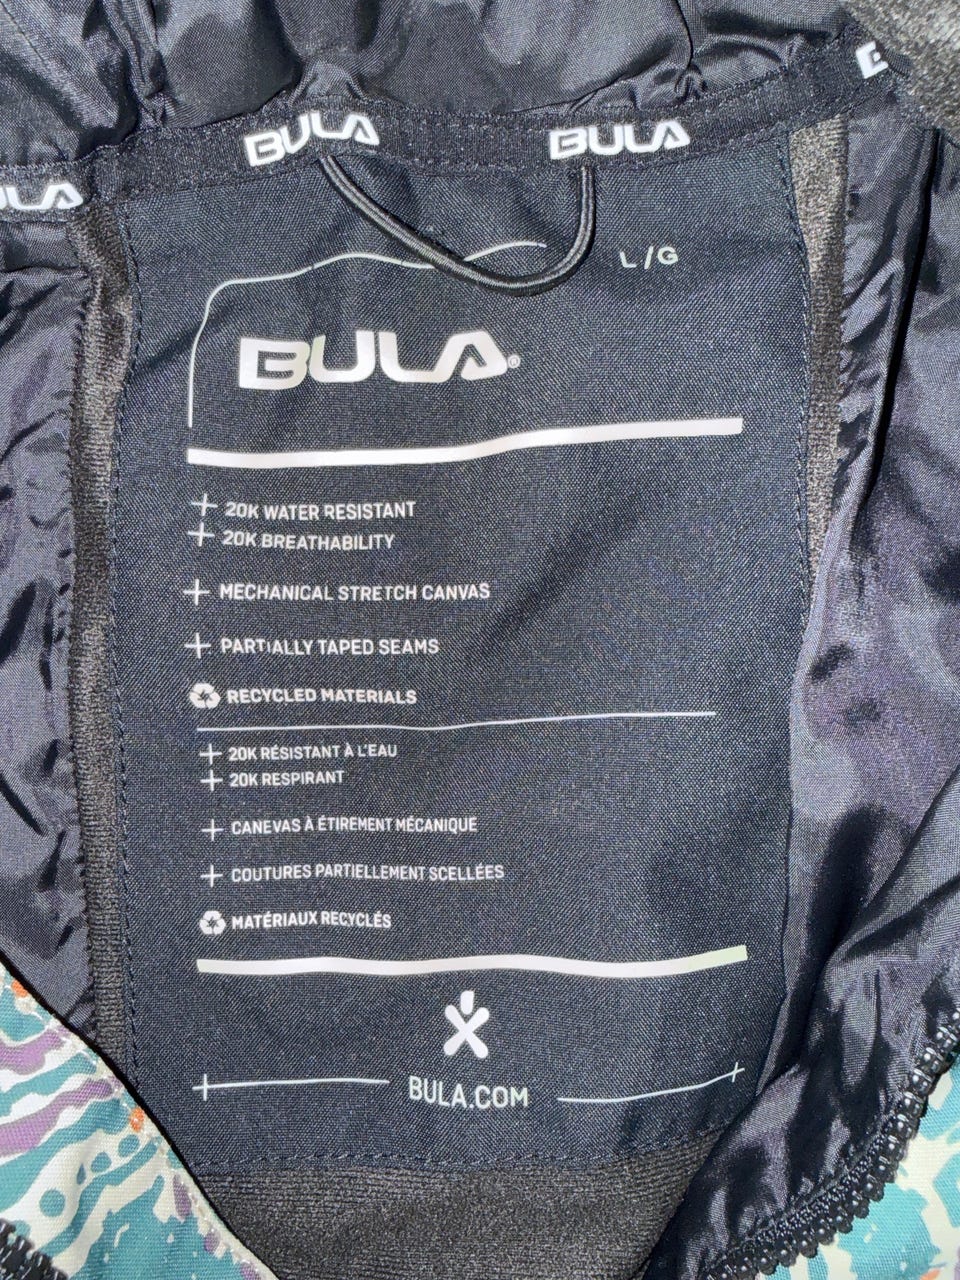 BULA
BULA
ULA
L/G
BULA®
20K WATER RESISTANT
20K BREATHABILITY
MECHANICAL STRETCH CANVAS
PARTIALLY TAPED SEAMS
RECYCLED MATERIALS
20K RÉSISTANT À L'EAU
20K RESPIRANT
CANEVAS À ÉTIREMENT MÉCANIQUE
COUTURES PARTIELLEMENT SCELLÉES
MATÉRIAUX RECYCLÉS
BULA.COM